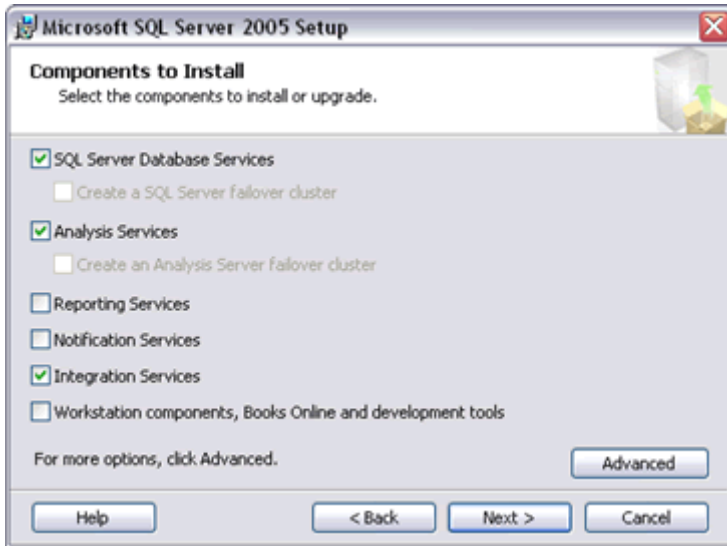 Microsoft SQL Server 2005 Setup
Components to Install
Select the components to install or upgrade.
SQL Server Database Services
Create a SQL Server failover cluster
Analysis Services
Create an Analysis Server failover cluster
Reporting Services
Notification Services
Integration Services
Workstation components, Books Online and development tools
For more options, click Advanced.
Advanced
Help
< Back
Next >
Cancel